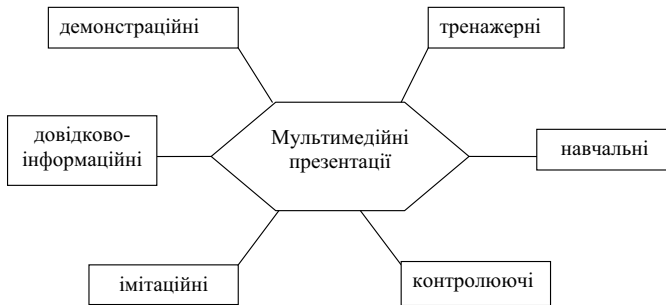 демонстраційні
тренажерні
довідково-
інформаційні
Мультимедійні
презентації
навчальні
імітаційні
контролюючі